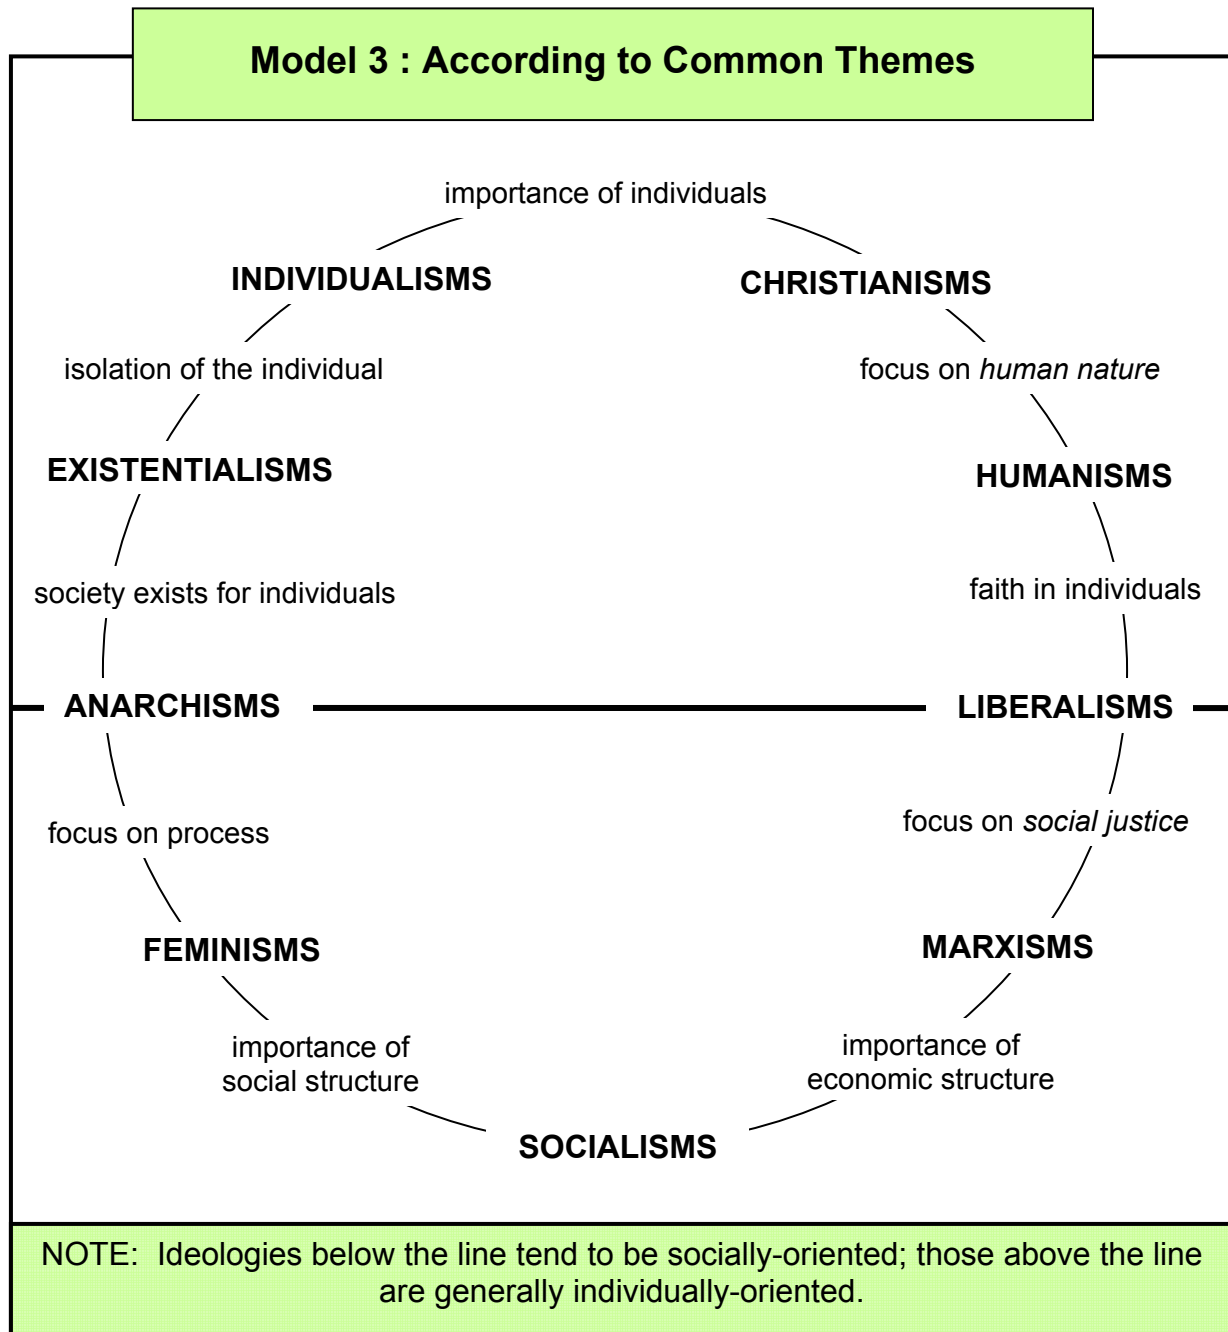 Model 3 : According to Common Themes
importance of individuals
INDIVIDUALISMS
CHRISTIANISMS
isolation of the individual
focus on human nature
EXISTENTIALISMS
HUMANISMS
society exists for individuals
faith in individuals
ANARCHISMS
LIBERALISMS
focus on process
focus on social justice
FEMINISMS
MARXISMS
importance of
social structure
importance of
economic structure
SOCIALISMS
NOTE: Ideologies below the line tend to be socially-oriented; those above the line
are generally individually-oriented.